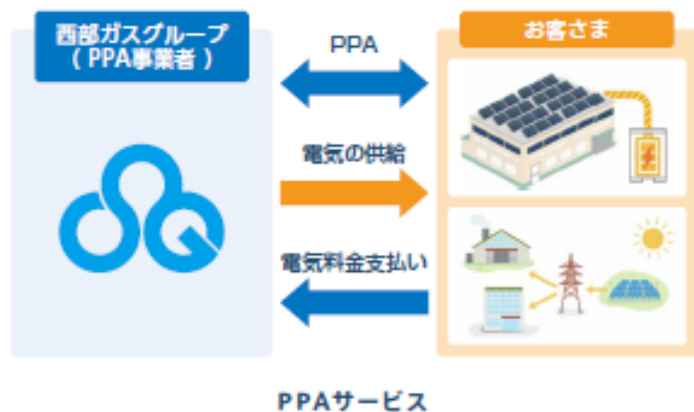 西部ガスグループ
( PPA事業者 )
PPA
お客さま
電気の供給
電気料金支払い
PPAサービス